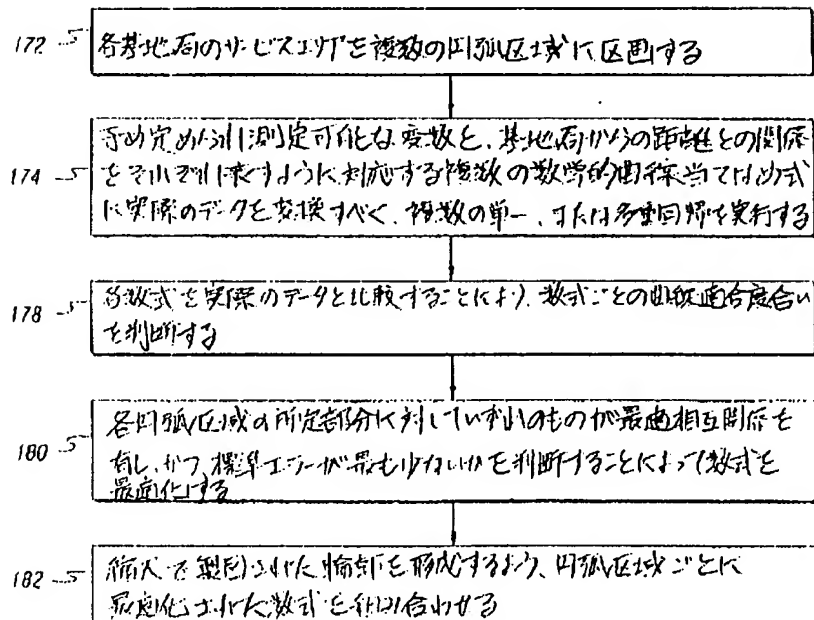 172 各基地局のサービスエリアを複数の円弧区域に区画する
174 予め定められた測定可能な変数と、基地局からの距離との関係
をそれぞれ表すように対応する複数の数学的曲線当てはめ式
に実際のデータを変換すべく、複数の単一、または多重回帰を実行する
178 各数式を実際のデータと比較することにより、数式ごとの曲線適合度合い
を判断する
180 各円弧区域の所定部分に対していずれのものが最適相互関係を
有し、かつ標準エラーが最も少ないかを判断することによって数式を
最適化する
182 縮尺で製図された輪郭を形成するよう、円弧区域ごとに
最適化された数式を組み合わせる